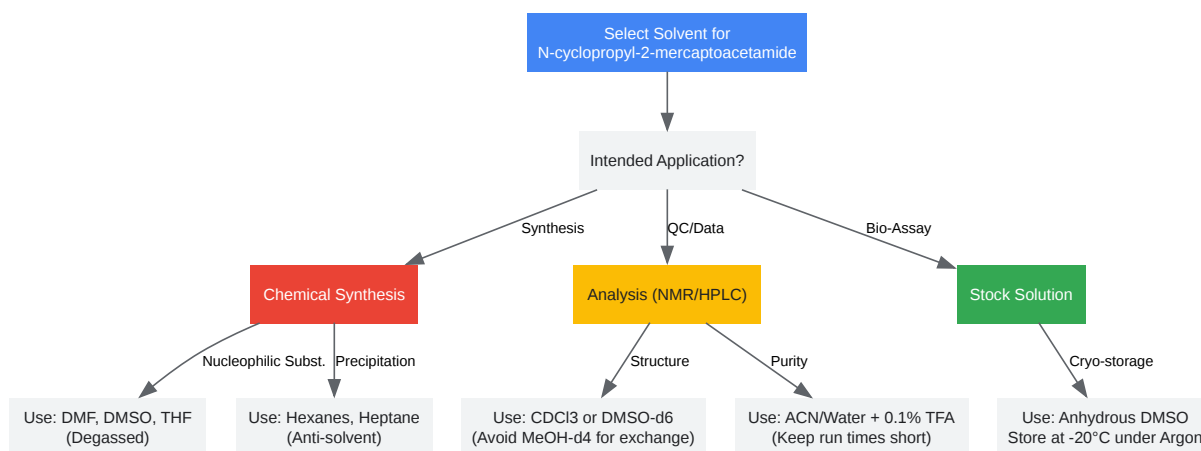 Select Solvent for
N-cyclopropyl-2-mercaptoacetamide
Intended Application?
Synthesis
QC/Data
Bio-Assay
Chemical Synthesis
Analysis (NMR/HPLC)
Stock Solution
Nucleophilic Subst.
Precipitation
Structure
Purity
Cryo-storage
Use: DMF, DMSO, THF
(Degassed)
Use: Hexanes, Heptane
(Anti-solvent)
Use: CDCl3 or DMSO-d6
(Avoid MeOH-d4 for exchange)
Use: ACN/Water + 0.1% TFA
(Keep run times short)
Use: Anhydrous DMSO
Store at -20°C under Argon